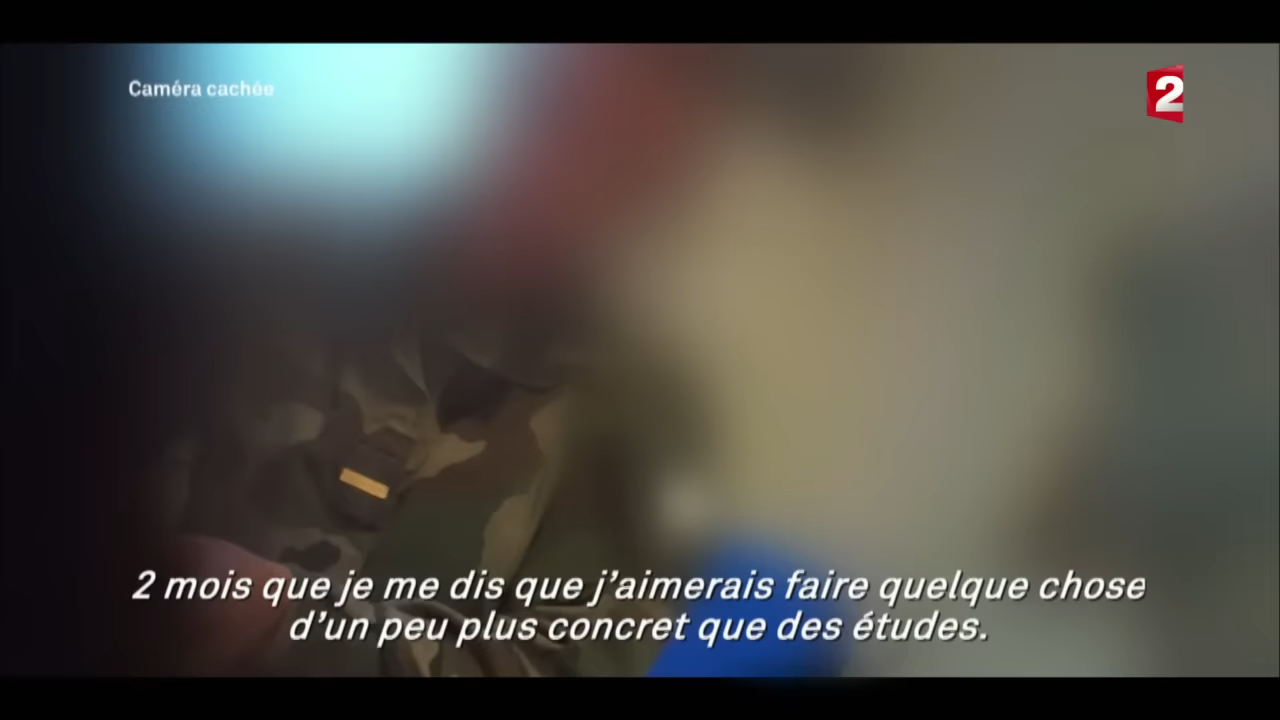 Caméra cachée
2
2 mois que je me dis que j'aimerais faire quelque chose
d'un peu plus concret que des études.